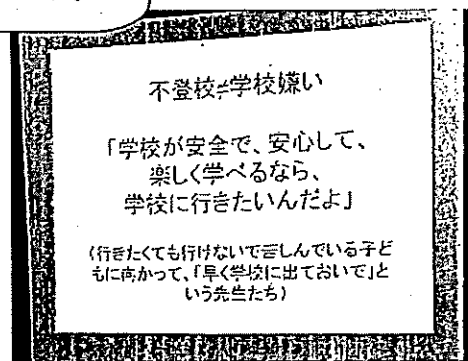 不登校≠学校嫌い
「学校が安全で、安心して、
楽しく学べるなら、
学校に行きたいんだよ」
(行きたくても行けないで苦しんでいる子ど
もに向かって、「早く学校に出ておいで」と
いう先生たち)